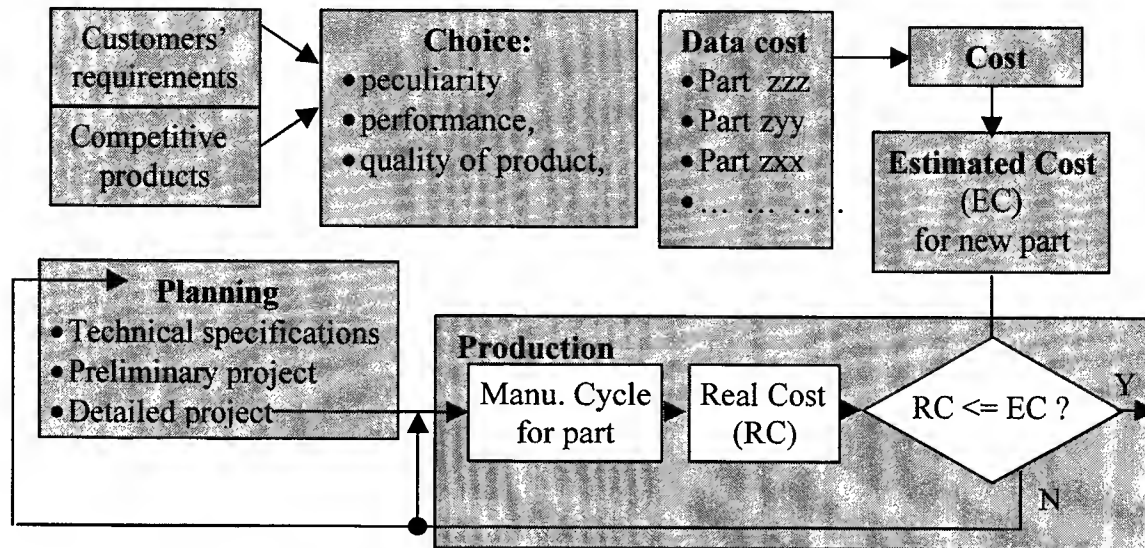 Customers'
requirements
Competitive
products
Choice:
•peculiarity
•performance,
•quality of product,
Data cost
•Part zzz
•Part zyy
•Part zxx
•... ... ... .
Cost
Estimated Cost
(EC)
for new part
Planning
•Technical specifications
•Preliminary project
•Detailed project
Production
Manu. Cycle
for part
Real Cost
(RC)
RC <= EC ?
Y
N